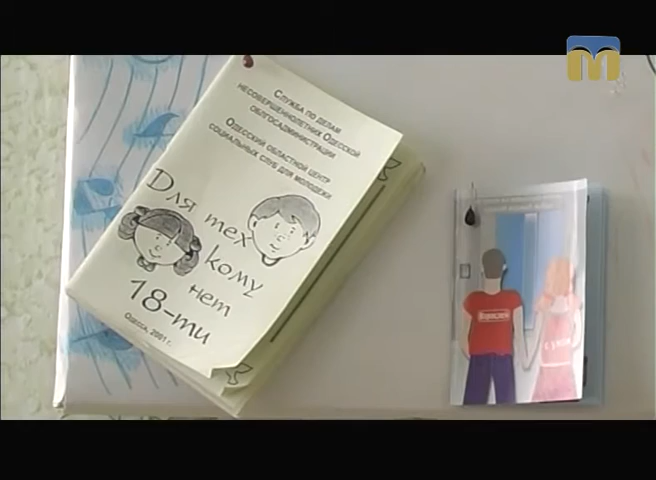 Служба по делам
несовершеннолетних Одесской
облгосадминистрации
Одесский областной центр
социальных служб для молодежи
Для тех
кому
нет
18-ти
Одесса, 2001 г.